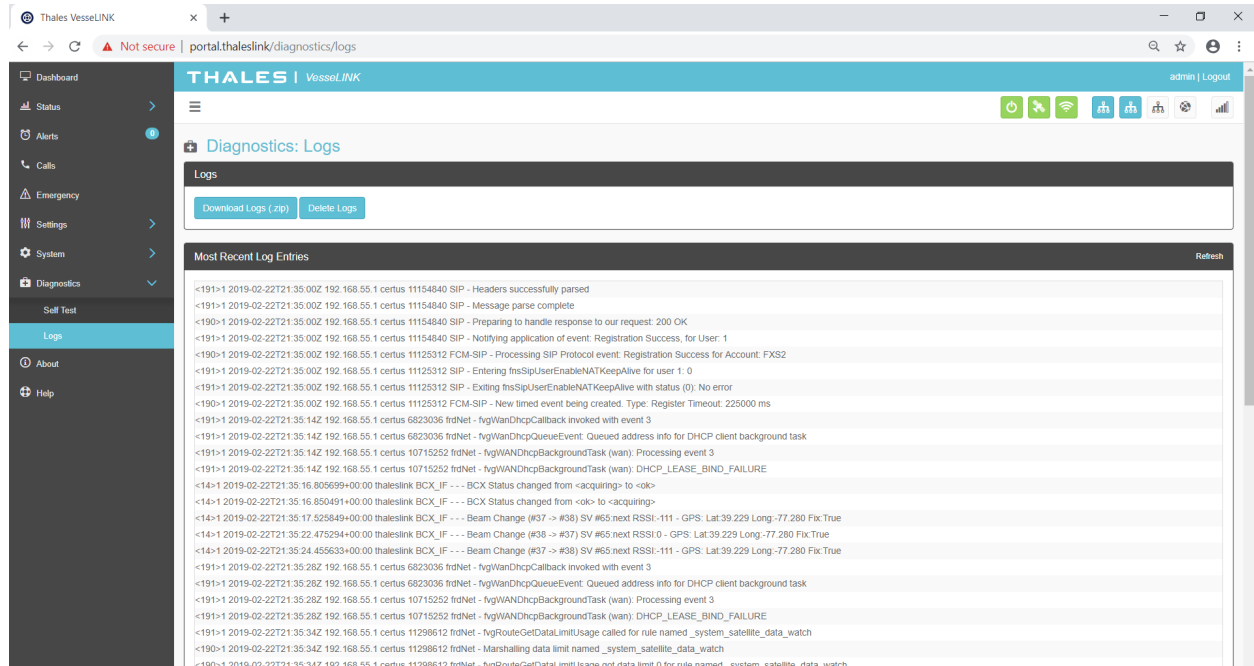 Thales VesseLINK
Not secure | portal.thaleslink/diagnostics/logs
Dashboard
Status
Alerts 0
Calls
Emergency
Settings
System
Diagnostics
Self Test
Logs
About
Help
THALES | VesseLINK
admin | Logout
Diagnostics: Logs
Logs
Download Logs (.zip) Delete Logs
Most Recent Log Entries Refresh
<191>1 2019-02-22T21:35:00Z 192.168.55.1 certus 11154840 SIP - Headers successfully parsed
<191>1 2019-02-22T21:35:00Z 192.168.55.1 certus 11154840 SIP - Message parse complete
<190>1 2019-02-22T21:35:00Z 192.168.55.1 certus 11154840 SIP - Preparing to handle response to our request: 200 OK
<191>1 2019-02-22T21:35:00Z 192.168.55.1 certus 11154840 SIP - Notifying application of event: Registration Success, for User: 1
<190>1 2019-02-22T21:35:00Z 192.168.55.1 certus 11125312 FCM-SIP - Processing SIP Protocol event: Registration Success for Account: FXS2
<191>1 2019-02-22T21:35:00Z 192.168.55.1 certus 11125312 SIP - Entering fnsSipUserEnableNATKeepAlive for user 1: 0
<191>1 2019-02-22T21:35:00Z 192.168.55.1 certus 11125312 SIP - Exiting fnsSipUserEnableNATKeepAlive with status (0): No error
<190>1 2019-02-22T21:35:00Z 192.168.55.1 certus 11125312 FCM-SIP - New timed event being created. Type: Register Timeout: 225000 ms
<191>1 2019-02-22T21:35:14Z 192.168.55.1 certus 6823036 frdNet - fvgWanDhcpCallback invoked with event 3
<191>1 2019-02-22T21:35:14Z 192.168.55.1 certus 6823036 frdNet - fvgWanDhcpQueueEvent: Queued address info for DHCP client background task
<191>1 2019-02-22T21:35:14Z 192.168.55.1 certus 10715252 frdNet - fvgWANDhcpBackgroundTask (wan): Processing event 3
<191>1 2019-02-22T21:35:14Z 192.168.55.1 certus 10715252 frdNet - fvgWANDhcpBackgroundTask (wan): DHCP_LEASE_BIND_FAILURE
<14>1 2019-02-22T21:35:16.805699+00:00 thaleslink BCX_IF - - - BCX Status changed from <acquiring> to <ok>
<14>1 2019-02-22T21:35:16.850491+00:00 thaleslink BCX_IF - - - BCX Status changed from <ok> to <acquiring>
<14>1 2019-02-22T21:35:17.525849+00:00 thaleslink BCX_IF - - - Beam Change (#37 -> #38) SV #65:next RSSI:-111 - GPS: Lat:39.229 Long:-77.280 Fix:True
<14>1 2019-02-22T21:35:22.475294+00:00 thaleslink BCX_IF - - - Beam Change (#38 -> #37) SV #65:next RSSI:0 - GPS: Lat:39.229 Long:-77.280 Fix:True
<14>1 2019-02-22T21:35:24.455633+00:00 thaleslink BCX_IF - - - Beam Change (#37 -> #38) SV #65:next RSSI:-111 - GPS: Lat:39.229 Long:-77.280 Fix:True
<191>1 2019-02-22T21:35:28Z 192.168.55.1 certus 6823036 frdNet - fvgWanDhcpCallback invoked with event 3
<191>1 2019-02-22T21:35:28Z 192.168.55.1 certus 6823036 frdNet - fvgWanDhcpQueueEvent: Queued address info for DHCP client background task
<191>1 2019-02-22T21:35:28Z 192.168.55.1 certus 10715252 frdNet - fvgWANDhcpBackgroundTask (wan): Processing event 3
<191>1 2019-02-22T21:35:28Z 192.168.55.1 certus 10715252 frdNet - fvgWANDhcpBackgroundTask (wan): DHCP_LEASE_BIND_FAILURE
<191>1 2019-02-22T21:35:34Z 192.168.55.1 certus 11298612 frdNet - fvgRouteGetDataLimitUsage called for rule named _system_satellite_data_watch
<190>1 2019-02-22T21:35:34Z 192.168.55.1 certus 11298612 frdNet - Marshalling data limit named _system_satellite_data_watch
<190>1 2019-02-22T21:35:34Z 192.168.55.1 certus 11298612 frdNet - fvgRouteGetDataLimitUsage got data limit 0 for rule named _system_satellite_data_watch